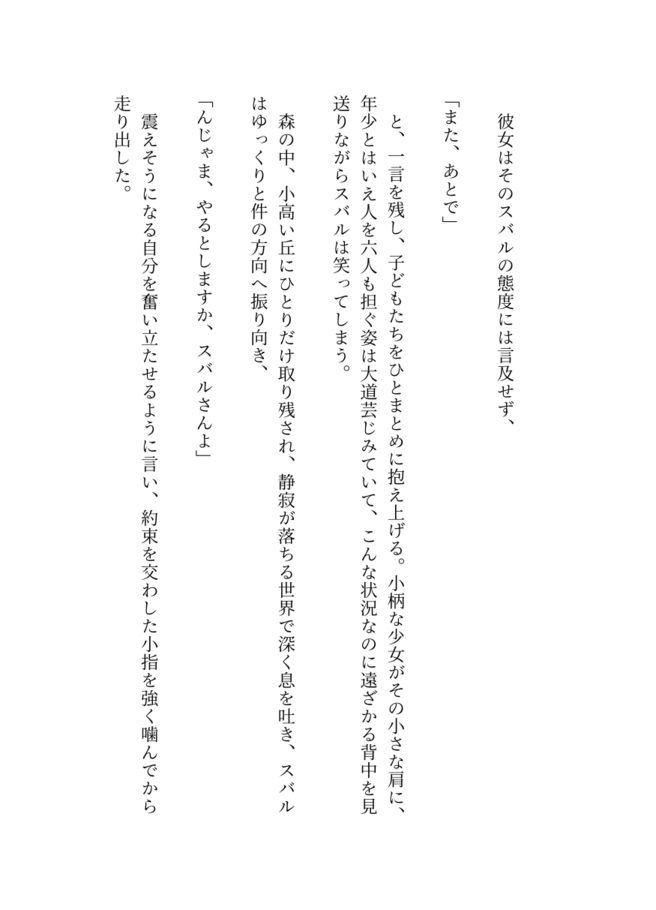 彼女はそのスバルの態度には言及せず、
「また、あとで」
と、一言を残し、子どもたちをひとまとめに抱え上げる。小柄な少女がその小さな肩に、
年少とはいえ人を六人も担ぐ姿は大道芸じみていて、こんな状況なのに遠ざかる背中を見
送りながらスバルは笑ってしまう。
森の中、小高い丘にひとりだけ取り残され、静寂が落ちる世界で深く息を吐き、スバル
はゆっくりと件の方向へ振り向き、
「んじゃま、やるとしますか、スバルさんよ」
震えそうになる自分を奮い立たせるように言い、約束を交わした小指を強く噛んでから
走り出した。